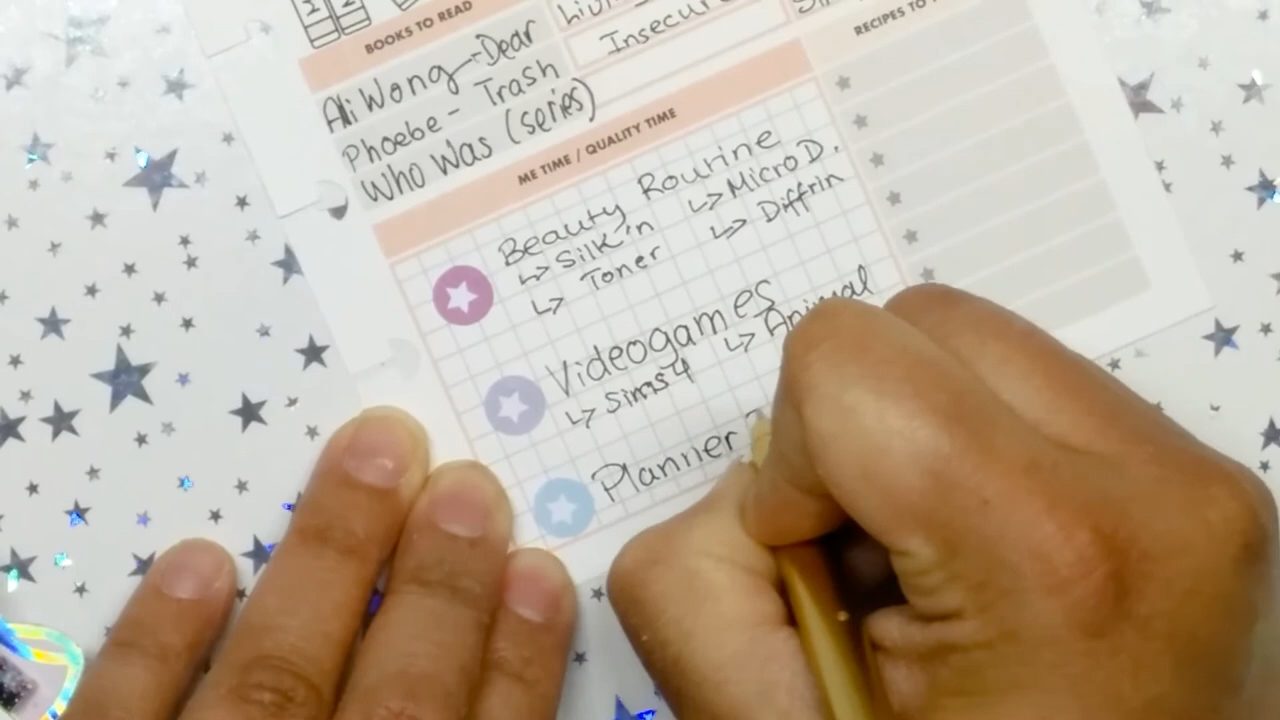 BOOKS TO READ
Ali Wong - Dear
Phoebe - Trash
Who Was (series)
Insecure
RECIPES TO
ME TIME / QUALITY TIME
Beauty Rourine
↳ Silk'n
↳ Toner
↳ Micro D.
↳ Diffrin
Videogames
↳ Sims 4
↳ Animal
Planner